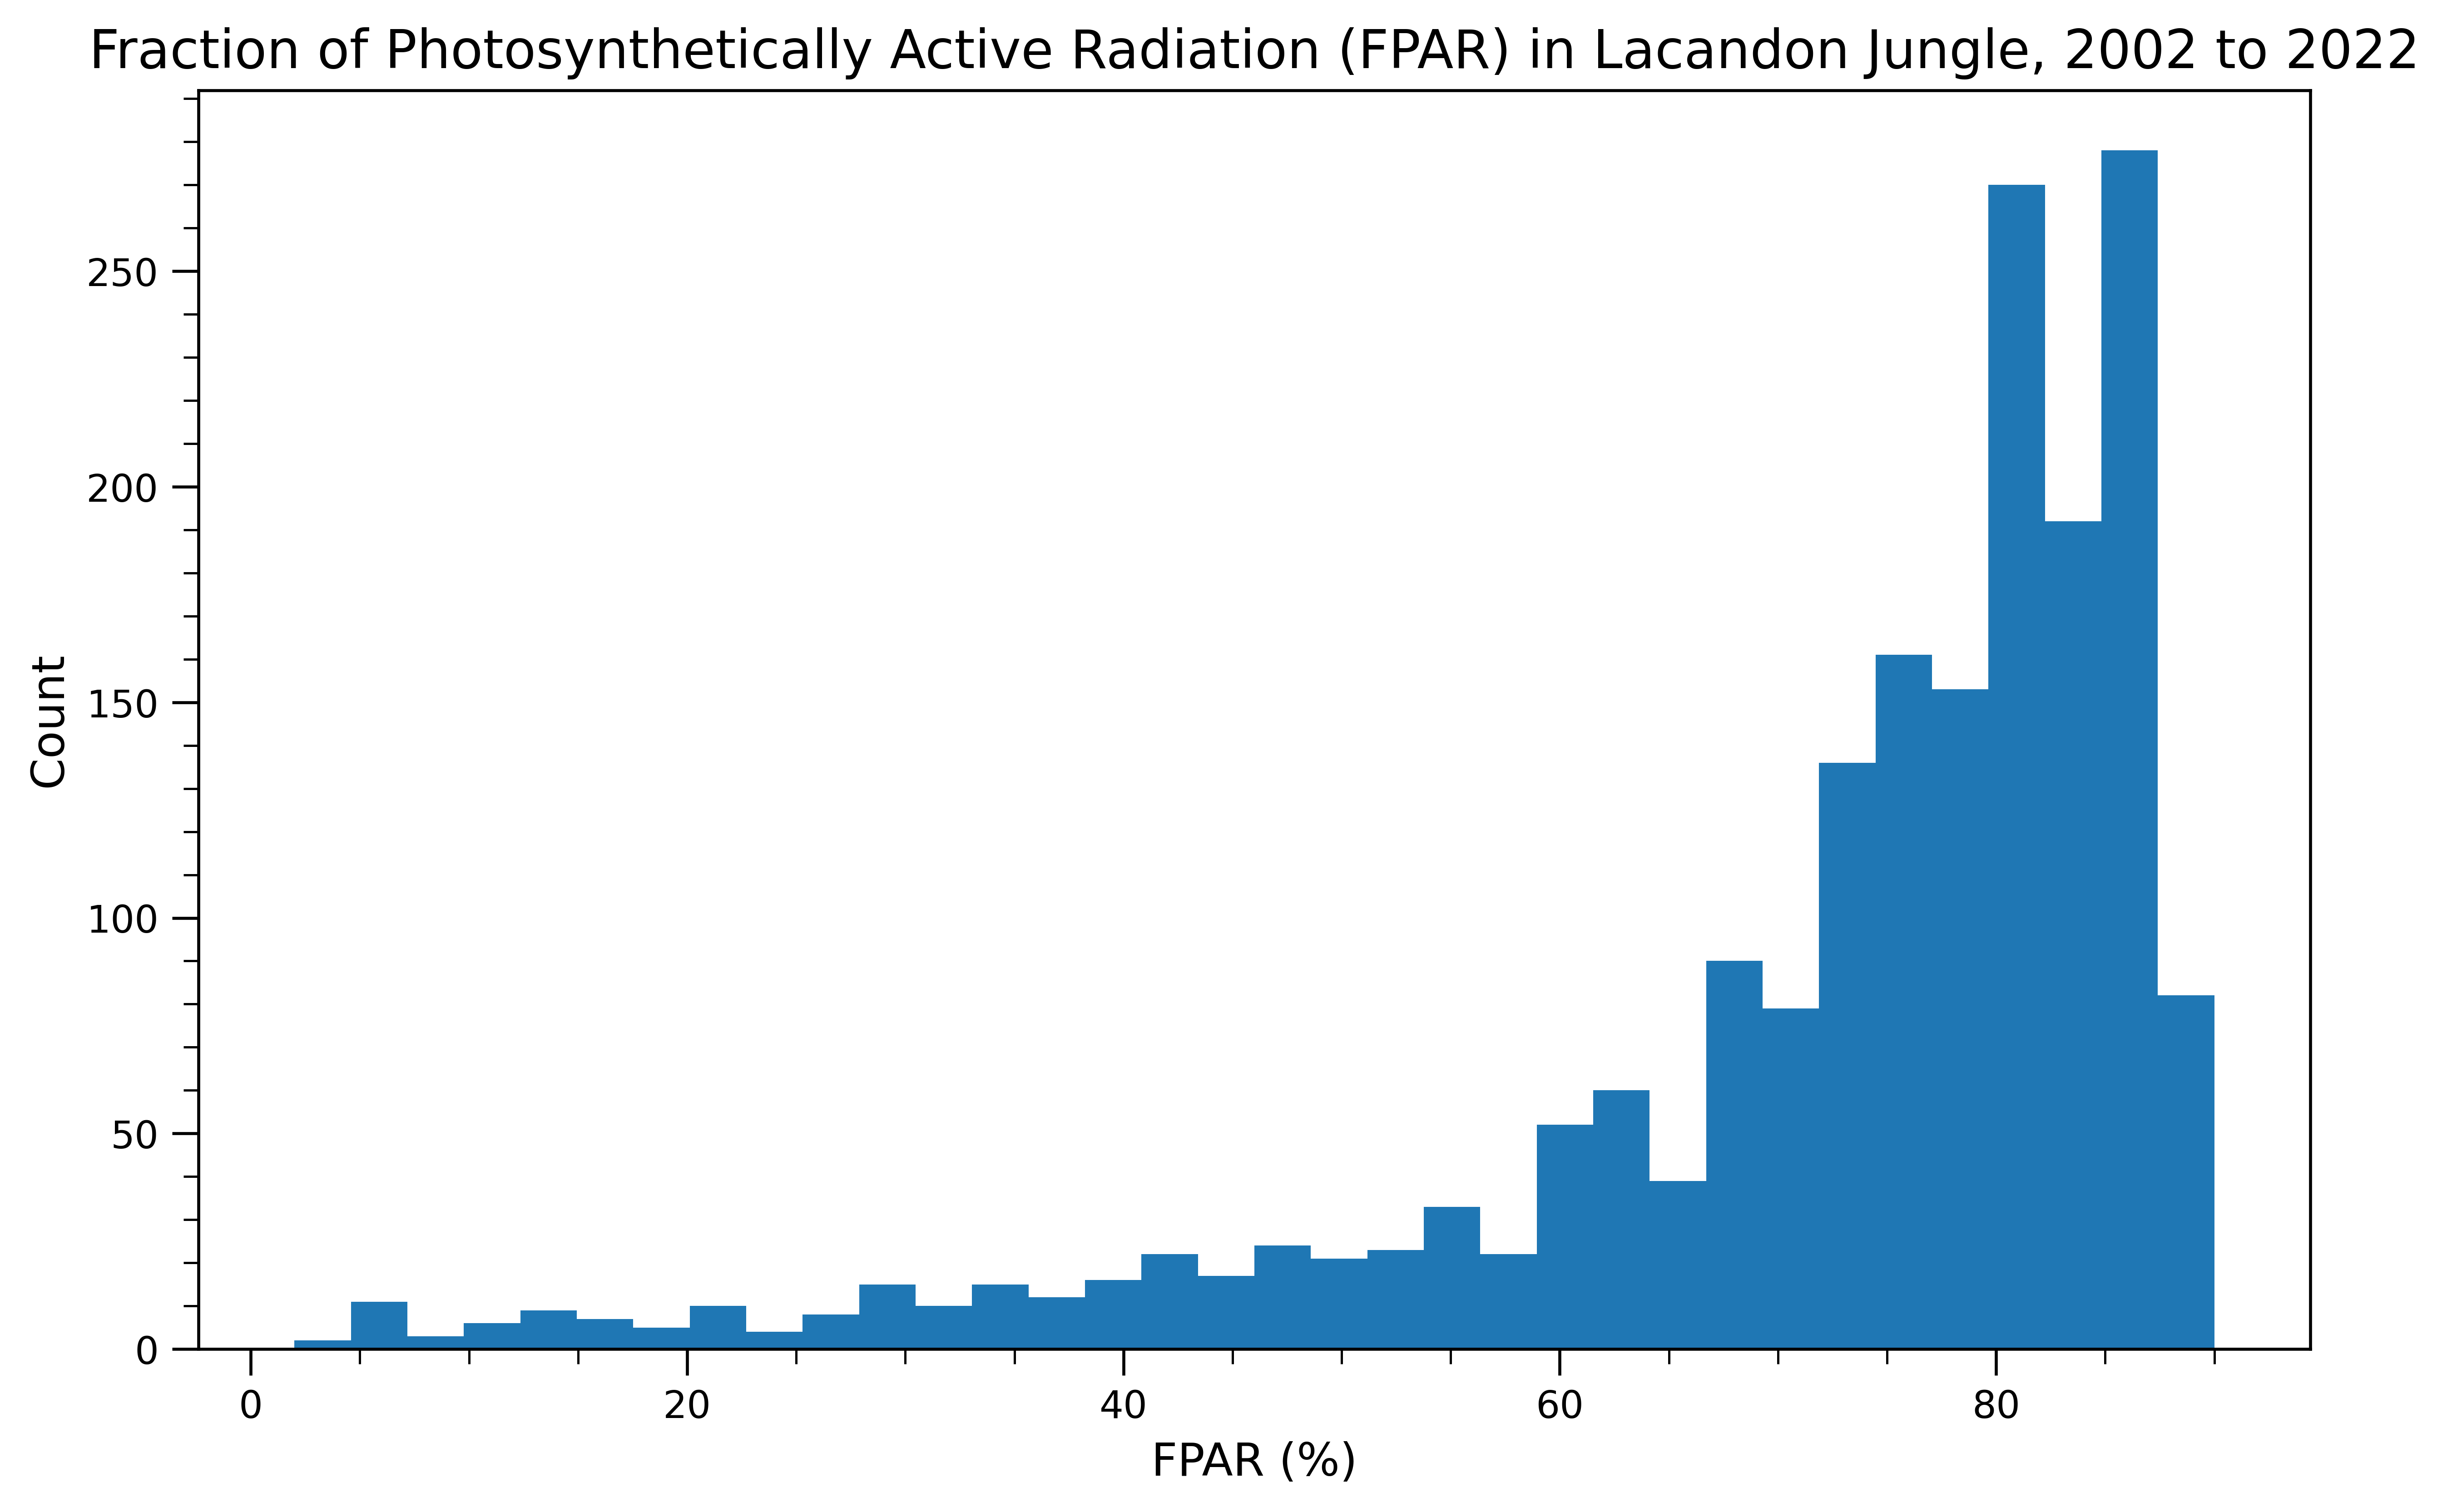 Fraction of Photosynthetically Active Radiation (FPAR) in Lacandon Jungle, 2002 to 2022
250
200
150
100
50
0
Count
0 20 40 60 80
FPAR (%)